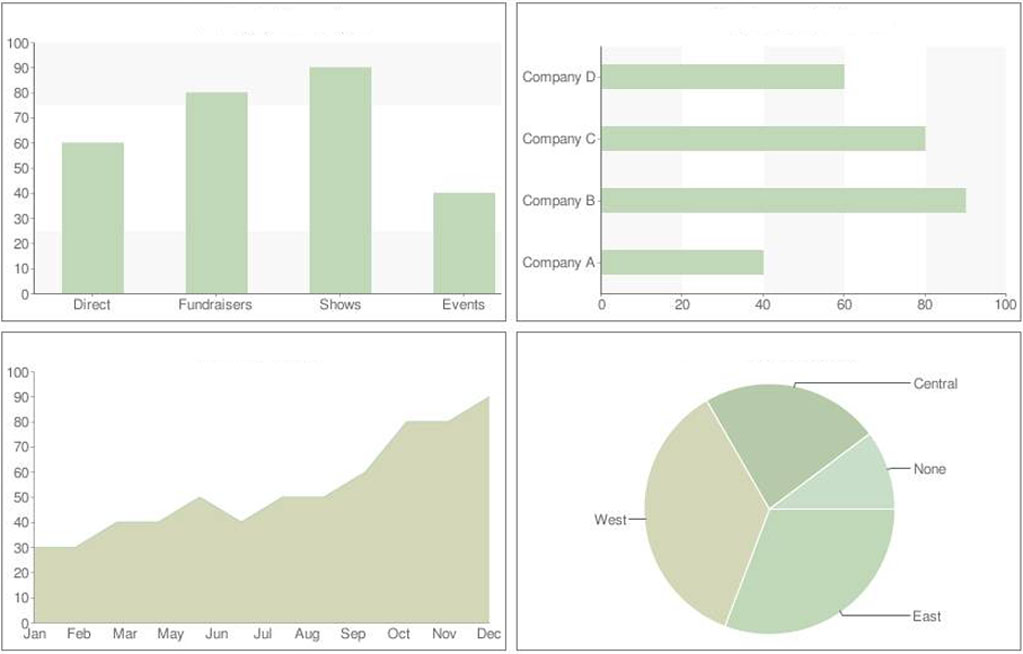 100
90
80
70
60
50
40
30
20
10
0
Direct Fundraisers Shows Events
Company D
Company C
Company B
Company A
0 20 40 60 80 100
100
90
80
70
60
50
40
30
20
10
0
Jan Feb Mar May Jun Jul Aug Sep Oct Nov Dec
Central
None
West
East